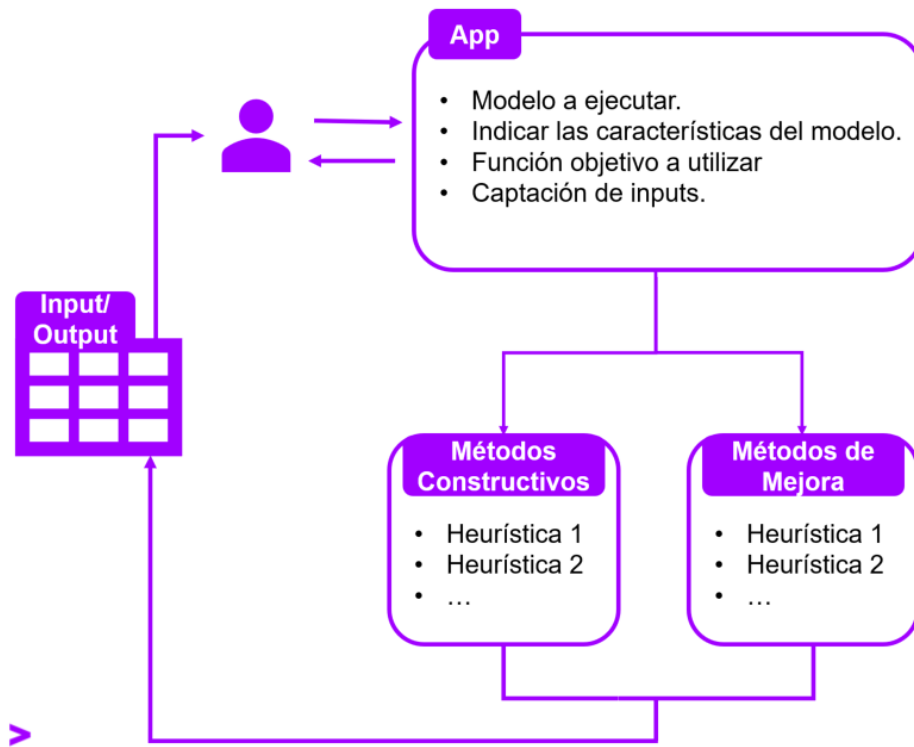 App
• Modelo a ejecutar.
• Indicar las características del modelo.
• Función objetivo a utilizar
• Captación de inputs.
Input/
Output
Métodos
Constructivos
• Heurística 1
• Heurística 2
• …
Métodos de
Mejora
• Heurística 1
• Heurística 2
• …
>